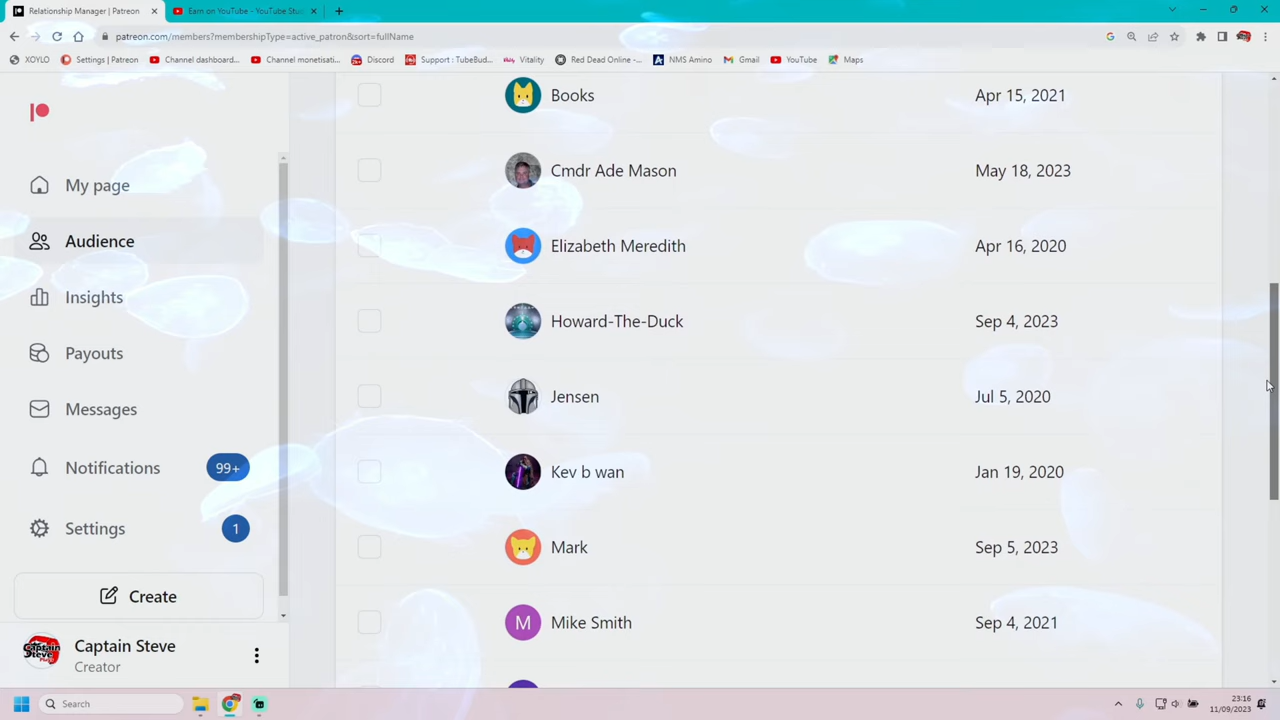 Relationship Manager | Patreon
Earn on YouTube - YouTube Stu
patreon.com/members?membershipType=active_patron&sort=fullName
XOYLO
Settings | Patreon
Channel dashboard...
Channel monetisati...
Discord
Support : TubeBud...
Vitality
Red Dead Online -...
NMS Amino
Gmail
YouTube
Maps
My page
Audience
Insights
Payouts
Messages
Notifications 99+
Settings 1
Create
Captain Steve
Creator
Books Apr 15, 2021
Cmdr Ade Mason May 18, 2023
Elizabeth Meredith Apr 16, 2020
Howard-The-Duck Sep 4, 2023
Jensen Jul 5, 2020
Kev b wan Jan 19, 2020
Mark Sep 5, 2023
M Mike Smith Sep 4, 2021
Search
23:16
11/09/2023